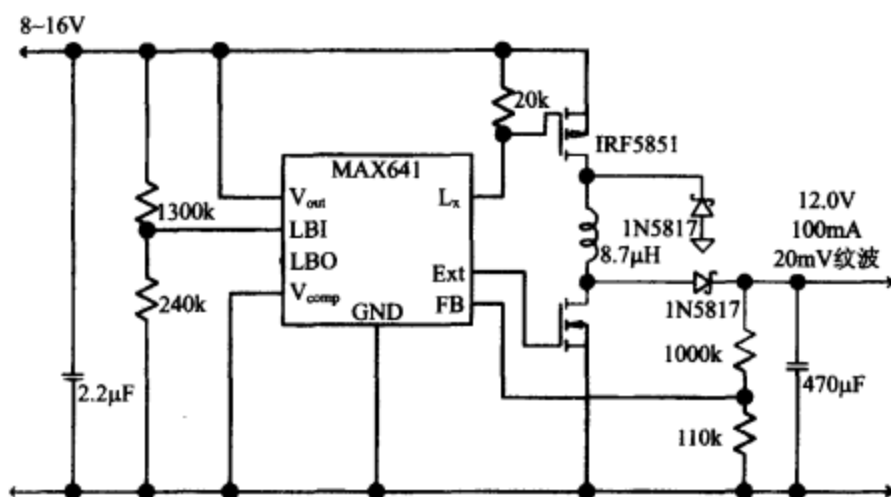 8~16V
20k
IRF5851
MAX641
Vout
Lx
1300k
LBI
LBO
Ext
Vcomp
FB
GND
240k
2.2μF
1N5817
8.7μH
12.0V
100mA
20mV纹波
1N5817
1000k
470μF
110k